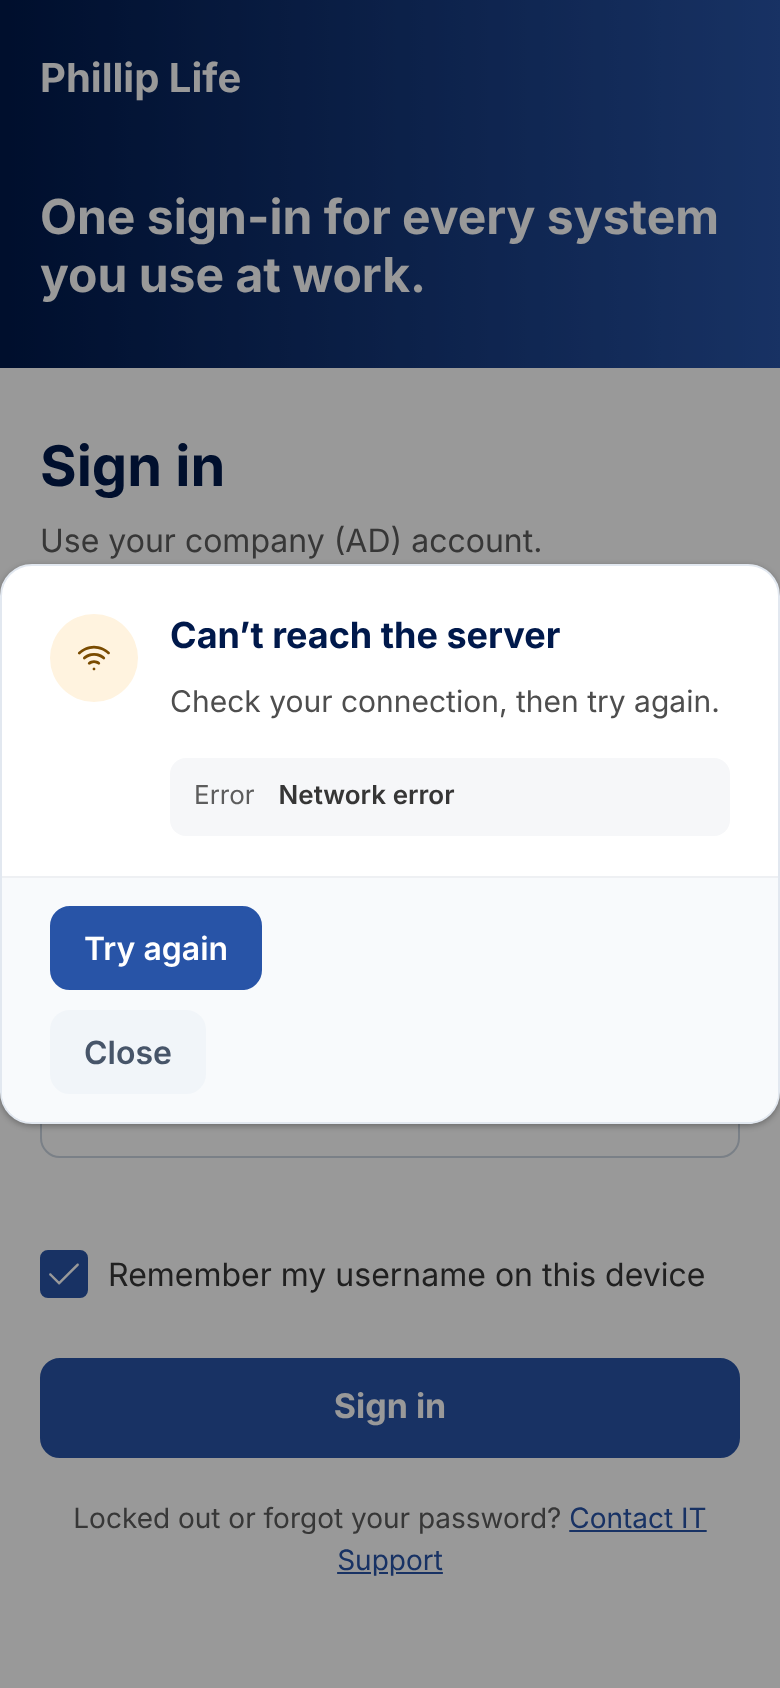 Phillip Life
One sign-in for every system
you use at work.
Sign in
Use your company (AD) account.
Can’t reach the server
Check your connection, then try again.
Error Network error
Try again
Close
Remember my username on this device
Sign in
Locked out or forgot your password? Contact IT
Support